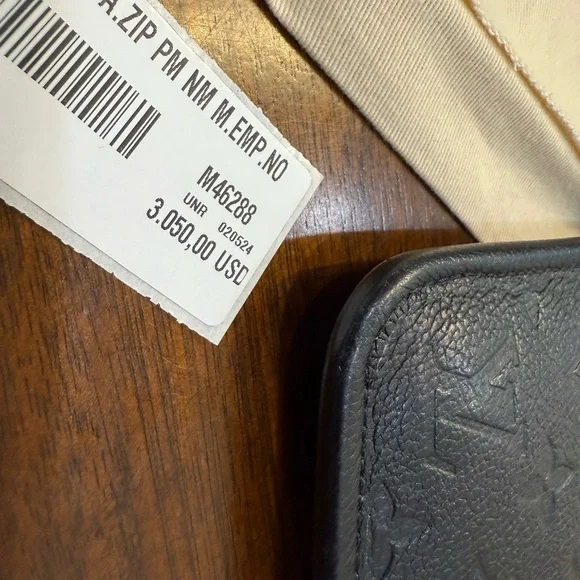 A.ZIP PM NM M.EMP.NO
M46288
UNR 020524
3.050,00 USD